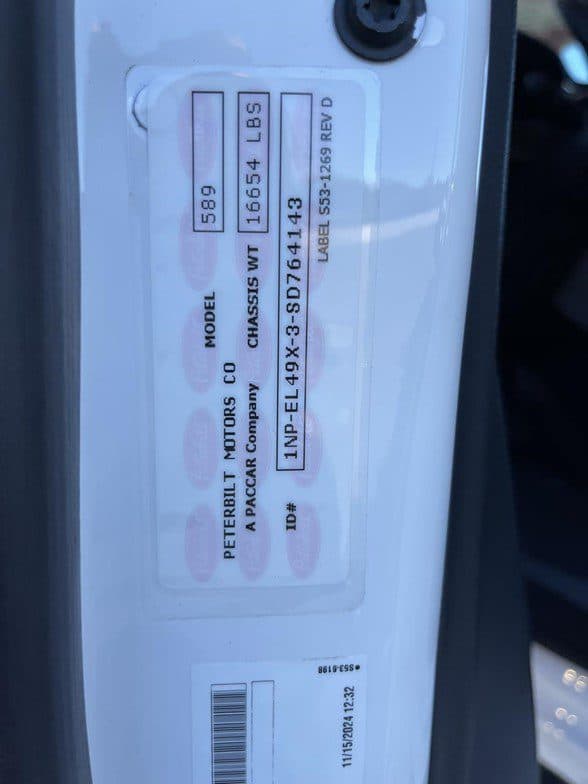 PETERBILT MOTORS CO MODEL 589
A PACCAR Company CHASSIS WT 16654 LBS
ID# 1NP-EL49X-3-SD764143
LABEL S53-1269 REV D
●S53-6198
11/15/2024 12:32